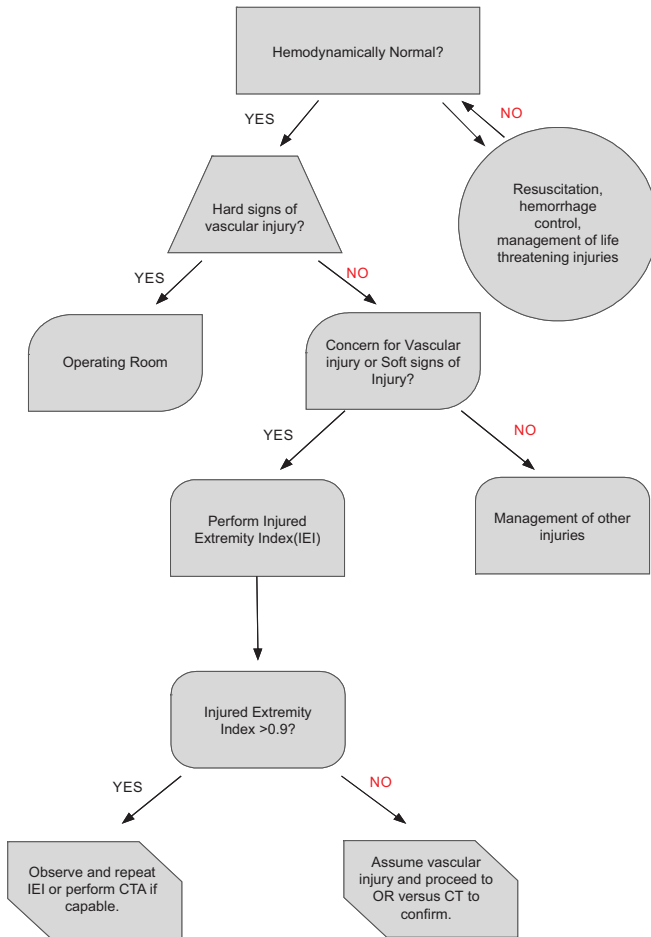 Hemodynamically Normal?
YES
NO
Hard signs of
vascular injury?
Resuscitation,
hemorrhage
control,
management of life
threatening injuries
YES
NO
Operating Room
Concern for Vascular
injury or Soft signs of
Injury?
YES
NO
Perform Injured
Extremity Index(IEI)
Management of other
injuries
Injured Extremity
Index >0.9?
YES
NO
Observe and repeat
IEI or perform CTA if
capable.
Assume vascular
injury and proceed to
OR versus CT to
confirm.